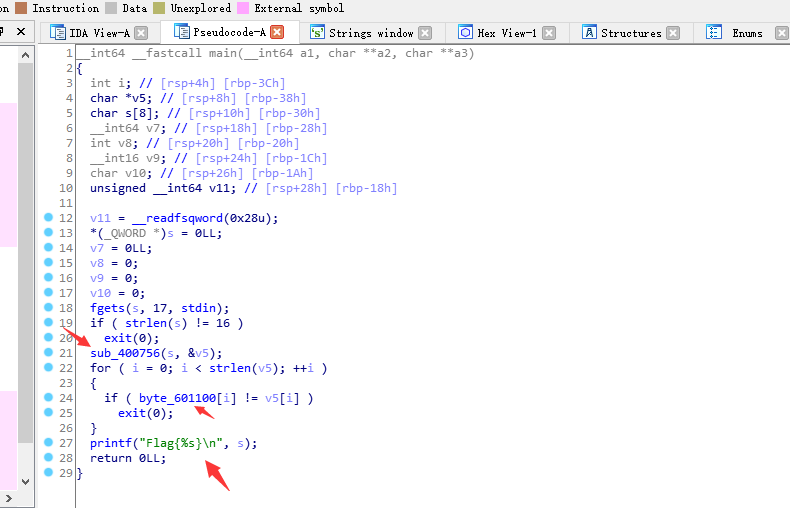 on Instruction Data Unexplored External symbol
IDA View-A Pseudocode-A Strings window Hex View-1 Structures Enums
1 __int64 __fastcall main(__int64 a1, char **a2, char **a3)
2 {
3 int i; // [rsp+4h] [rbp-3Ch]
4 char *v5; // [rsp+8h] [rbp-38h]
5 char s[8]; // [rsp+10h] [rbp-30h]
6 __int64 v7; // [rsp+18h] [rbp-28h]
7 int v8; // [rsp+20h] [rbp-20h]
8 __int16 v9; // [rsp+24h] [rbp-1Ch]
9 char v10; // [rsp+26h] [rbp-1Ah]
10 unsigned __int64 v11; // [rsp+28h] [rbp-18h]
11
12 v11 = __readfsqword(0x28u);
13 *(_QWORD *)s = 0LL;
14 v7 = 0LL;
15 v8 = 0;
16 v9 = 0;
17 v10 = 0;
18 fgets(s, 17, stdin);
19 if ( strlen(s) != 16 )
20 exit(0);
21 sub_400756(s, &v5);
22 for ( i = 0; i < strlen(v5); ++i )
23 {
24 if ( byte_601100[i] != v5[i] )
25 exit(0);
26 }
27 printf("Flag{%s}\n", s);
28 return 0LL;
29 }